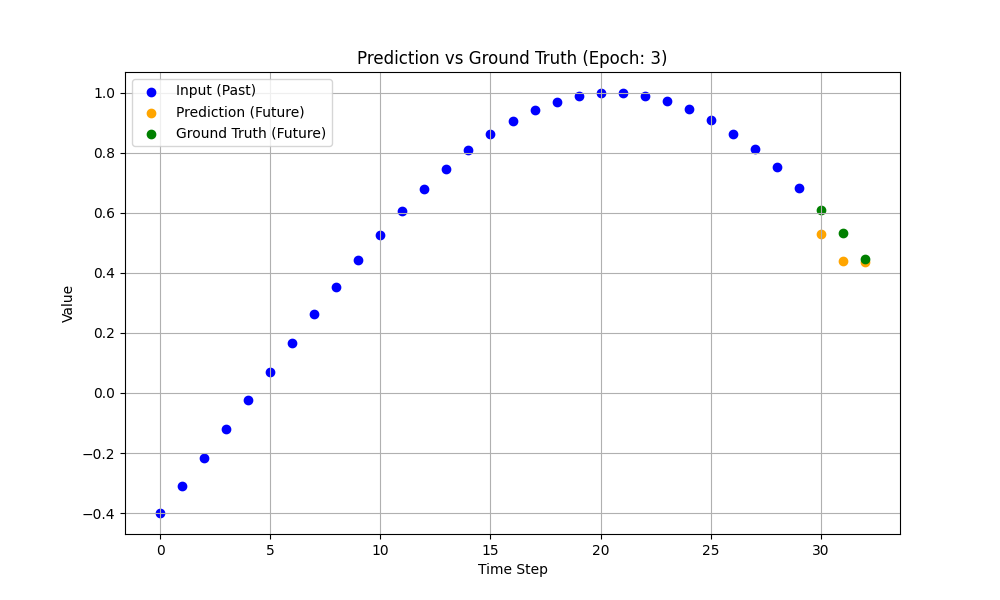 Prediction vs Ground Truth (Epoch: 3)
Input (Past)
Prediction (Future)
Ground Truth (Future)
1.0
0.8
0.6
0.4
0.2
0.0
−0.2
−0.4
Value
0 5 10 15 20 25 30
Time Step